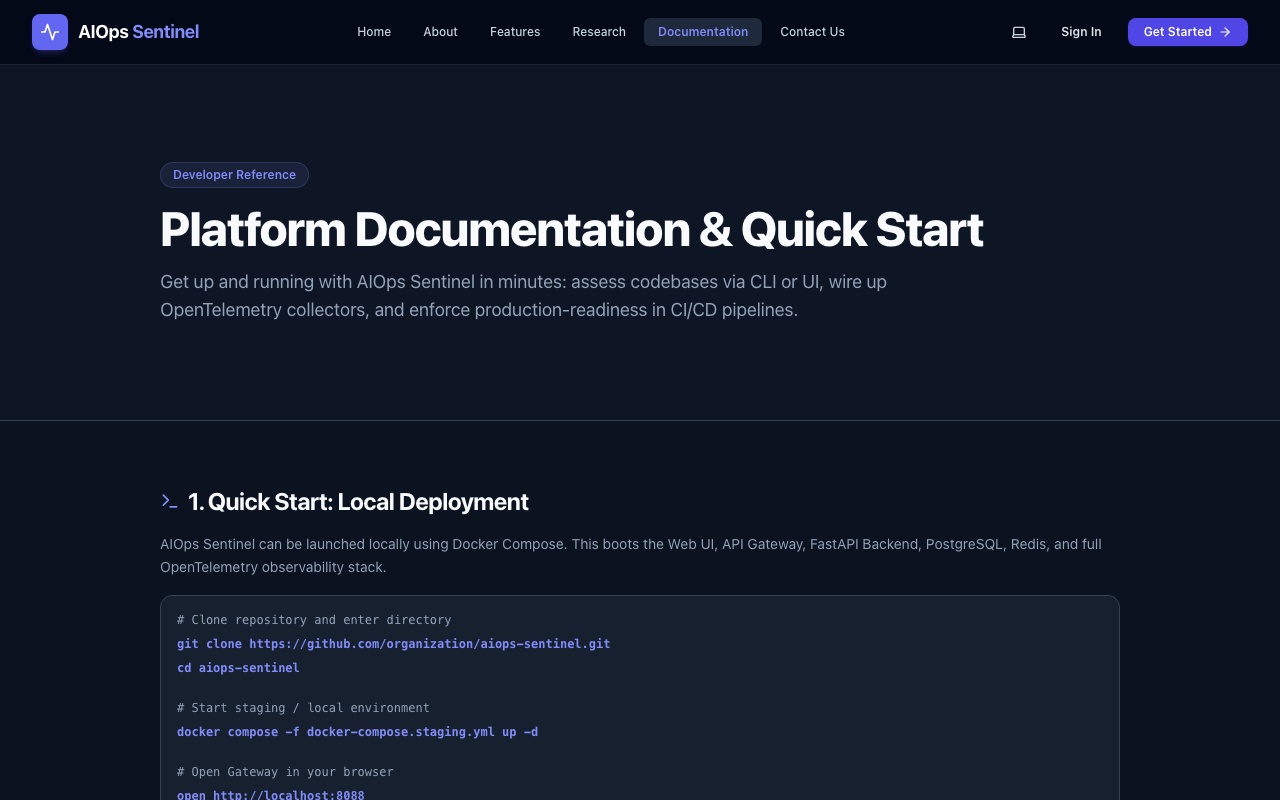 AIOps Sentinel
Home
About
Features
Research
Documentation
Contact Us
Sign In
Get Started
Developer Reference
Platform Documentation & Quick Start
Get up and running with AIOps Sentinel in minutes: assess codebases via CLI or UI, wire up
OpenTelemetry collectors, and enforce production-readiness in CI/CD pipelines.
1. Quick Start: Local Deployment
AIOps Sentinel can be launched locally using Docker Compose. This boots the Web UI, API Gateway, FastAPI Backend, PostgreSQL, Redis, and full
OpenTelemetry observability stack.
# Clone repository and enter directory
git clone https://github.com/organization/aiops-sentinel.git
cd aiops-sentinel
# Start staging / local environment
docker compose -f docker-compose.staging.yml up -d
# Open Gateway in your browser
open http://localhost:8088